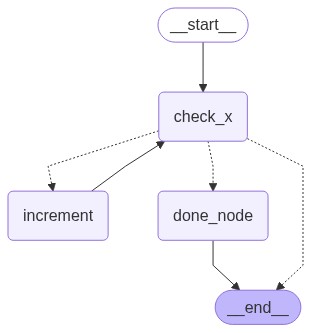 __start__
check_x
increment
done_node
__end__